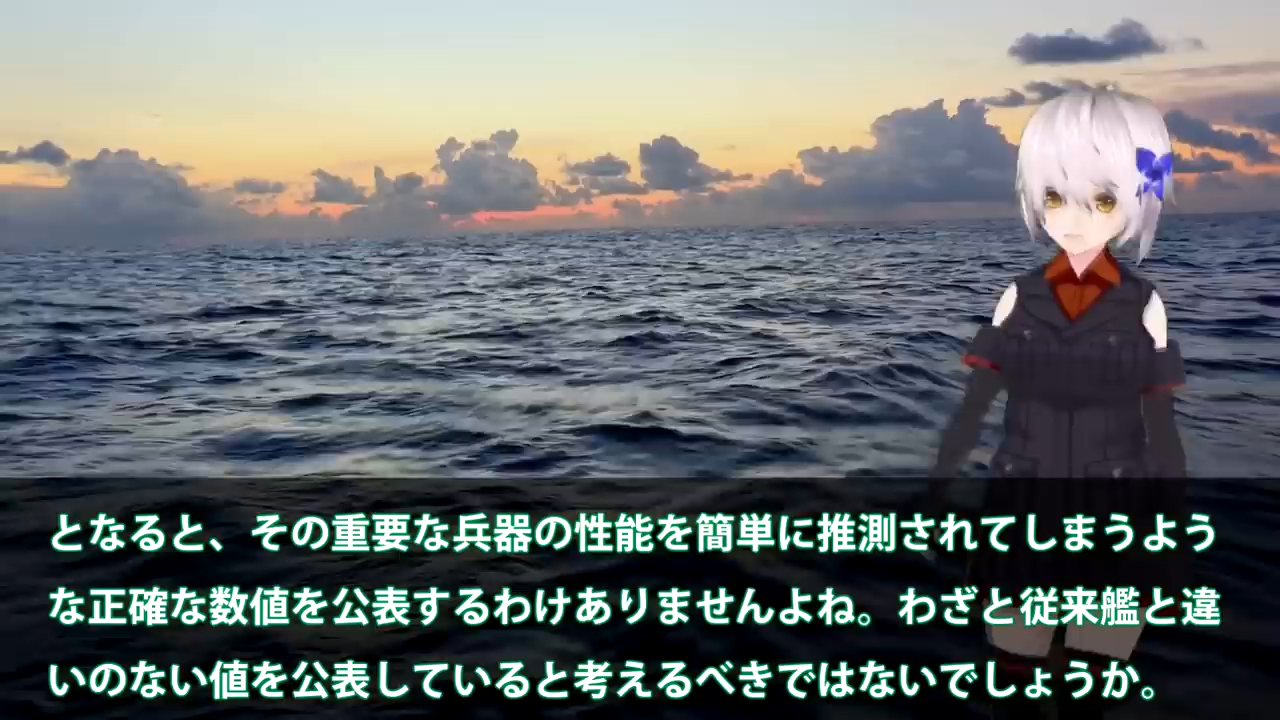 となると、その重要な兵器の性能を簡単に推測されてしまうよう
な正確な数値を公表するわけありませんよね。わざと従来艦と違
いのない値を公表していると考えるべきではないでしょうか。